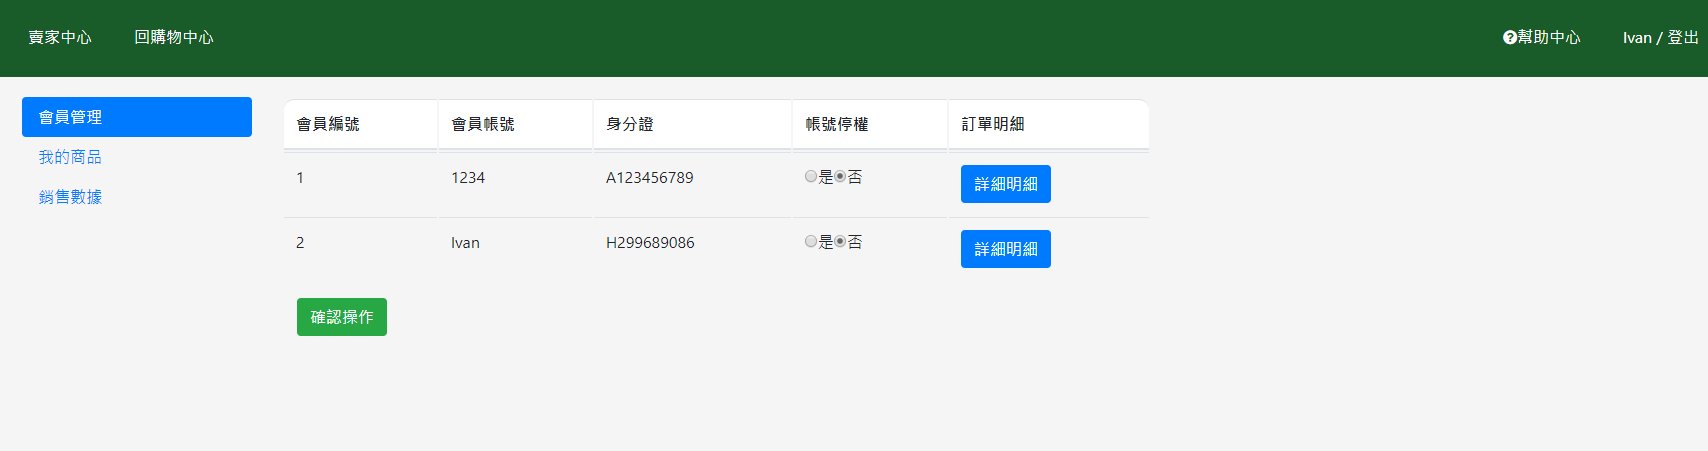 賣家中心 回購物中心 幫助中心 Ivan / 登出
會員管理
我的商品
銷售數據
會員編號 會員帳號 身分證 帳號停權 訂單明細
1 1234 A123456789 是 否 詳細明細
2 Ivan H299689086 是 否 詳細明細
確認操作